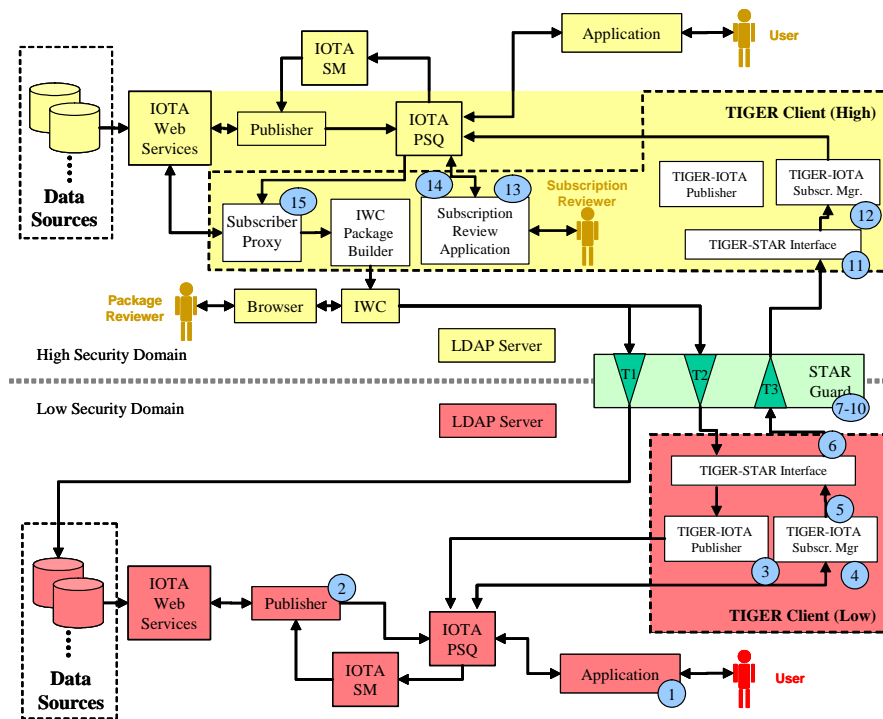 IOTA
SM
Application
User
IOTA
Web
Services
Publisher
IOTA
PSQ
TIGER Client (High)
Data
Sources
TIGER-IOTA
Publisher
TIGER-IOTA
Subscr. Mgr.
15
14
13
12
Subscription
Reviewer
Subscriber
Proxy
IWC
Package
Builder
Subscription
Review
Application
TIGER-STAR Interface
11
Package
Reviewer
Browser
IWC
High Security Domain
LDAP Server
T1
T2
T3
STAR
Guard
7-10
Low Security Domain
LDAP Server
6
TIGER-STAR Interface
5
TIGER-IOTA
Publisher
3
TIGER-IOTA
Subscr. Mgr
4
TIGER Client (Low)
IOTA
Web
Services
Publisher
2
IOTA
PSQ
Data
Sources
IOTA
SM
Application
1
User